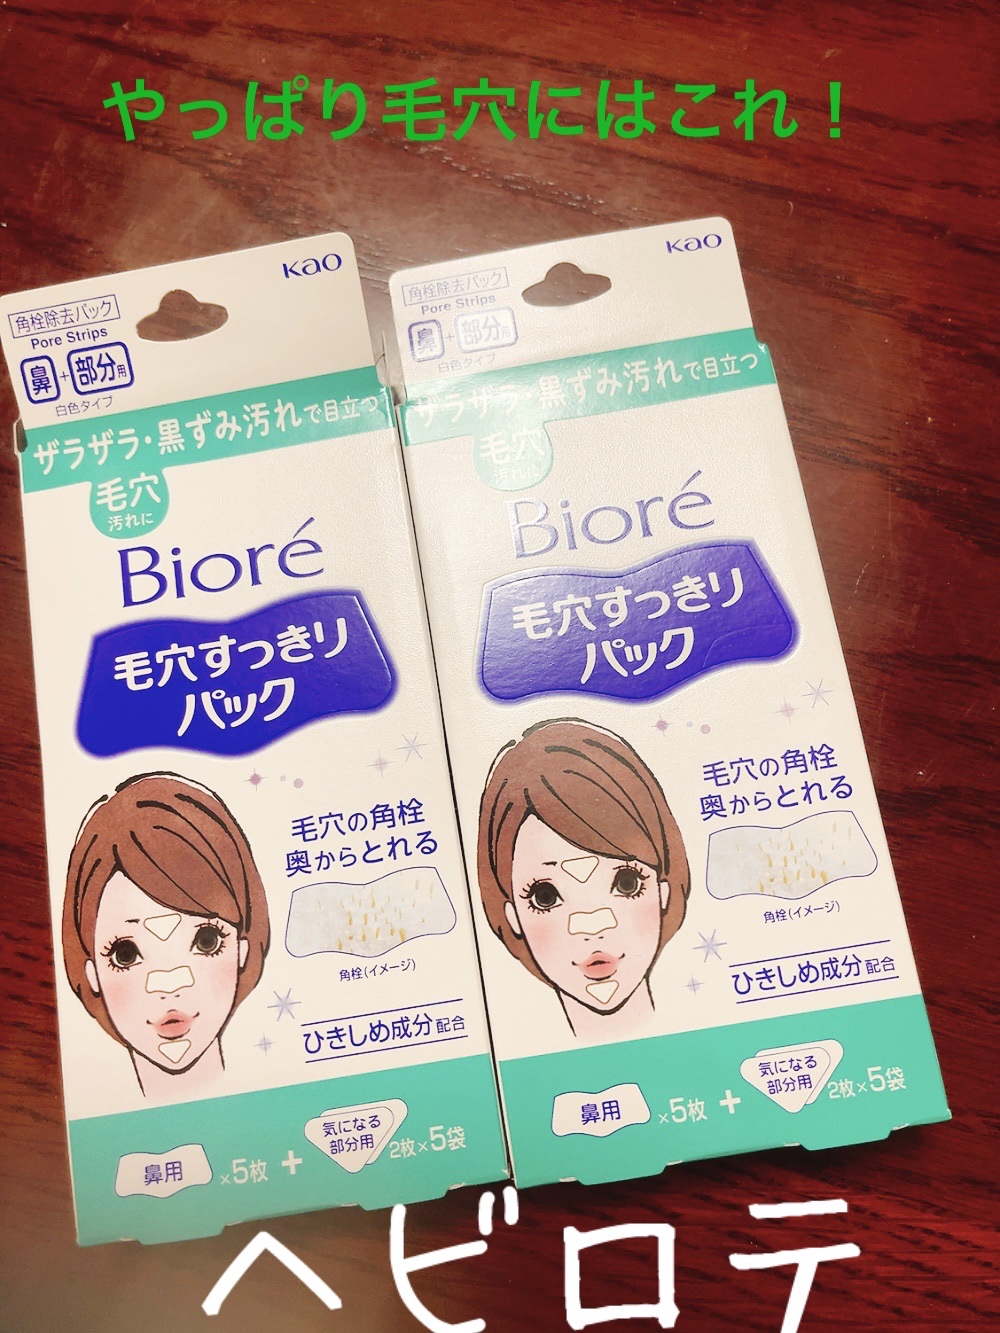 やっぱり毛穴にはこれ！
Kao
角栓除去パック
Pore Strips
鼻+部分用
白色タイプ
ザラザラ・黒ずみ汚れで目立つ
毛穴
汚れに
Bioré
毛穴すっきり
パック
毛穴の角栓
奥からとれる
角栓(イメージ)
ひきしめ成分配合
鼻用×5枚+気になる部分用2枚×5袋
Kao
角栓除去パック
Pore Strips
鼻+部分用
白色タイプ
ザラザラ・黒ずみ汚れで目立つ
毛穴
汚れに
Bioré
毛穴すっきり
パック
毛穴の角栓
奥からとれる
角栓(イメージ)
ひきしめ成分配合
鼻用×5枚+気になる部分用2枚×5袋
ヘビロテ